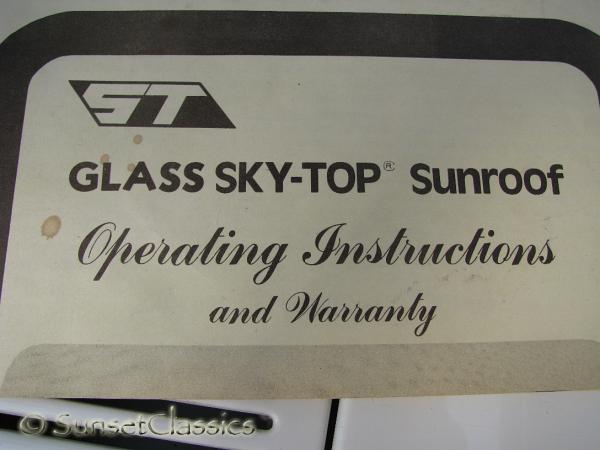 ST
GLASS SKY-TOP® Sunroof
Operating Instructions
and Warranty
© SunsetClassics